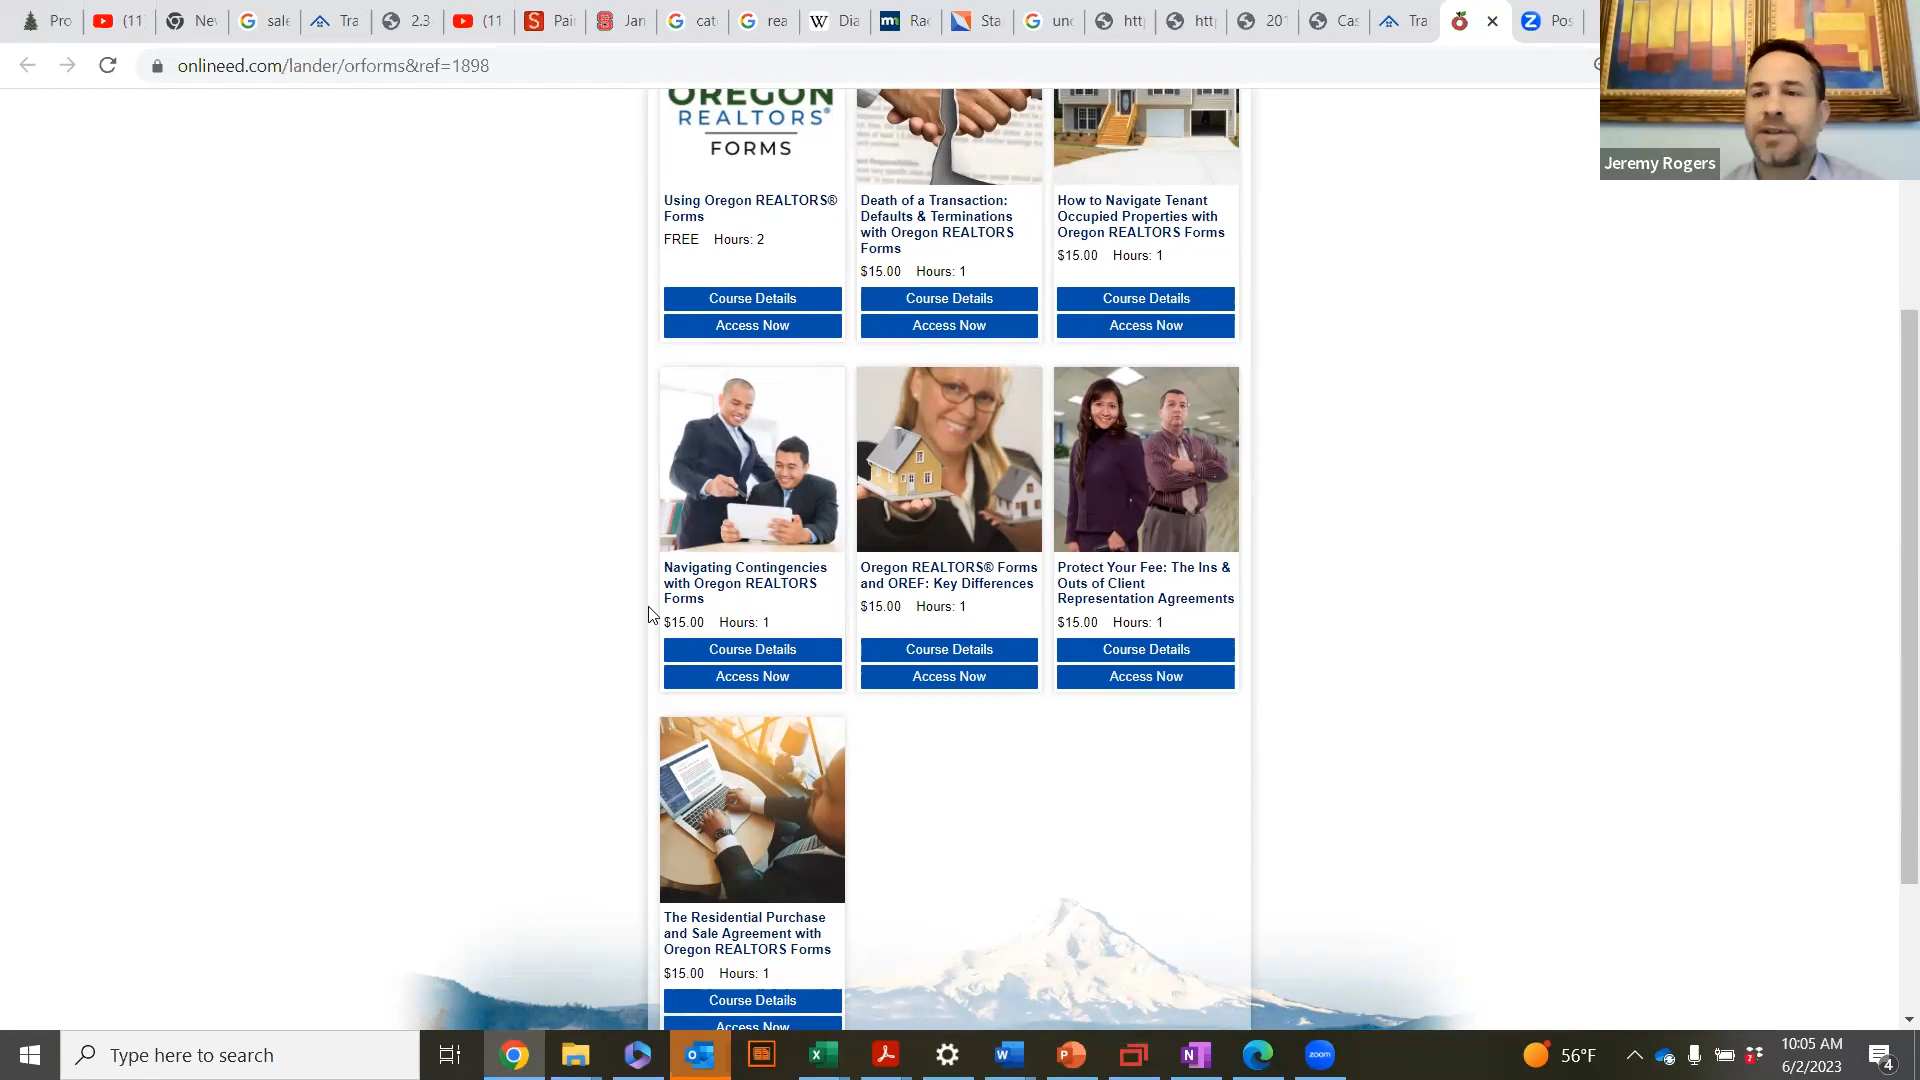 Pro
(11
Nev
sale
Tra
2.3
(11
Pai
Jan
cat
rea
Dia
Rac
Sta
unc
http
http
201
Cas
Tra
Pos
onlineed.com/lander/orforms&ref=1898
Jeremy Rogers
OREGON
REALTORS®
FORMS
Using Oregon REALTORS®
Forms
FREE Hours: 2
Course Details
Access Now
Death of a Transaction:
Defaults & Terminations
with Oregon REALTORS
Forms
$15.00 Hours: 1
Course Details
Access Now
How to Navigate Tenant
Occupied Properties with
Oregon REALTORS Forms
$15.00 Hours: 1
Course Details
Access Now
Navigating Contingencies
with Oregon REALTORS
Forms
$15.00 Hours: 1
Course Details
Access Now
Oregon REALTORS® Forms
and OREF: Key Differences
$15.00 Hours: 1
Course Details
Access Now
Protect Your Fee: The Ins &
Outs of Client
Representation Agreements
$15.00 Hours: 1
Course Details
Access Now
The Residential Purchase
and Sale Agreement with
Oregon REALTORS Forms
$15.00 Hours: 1
Course Details
Access Now
Type here to search
zoom
56°F
10:05 AM
6/2/2023
4